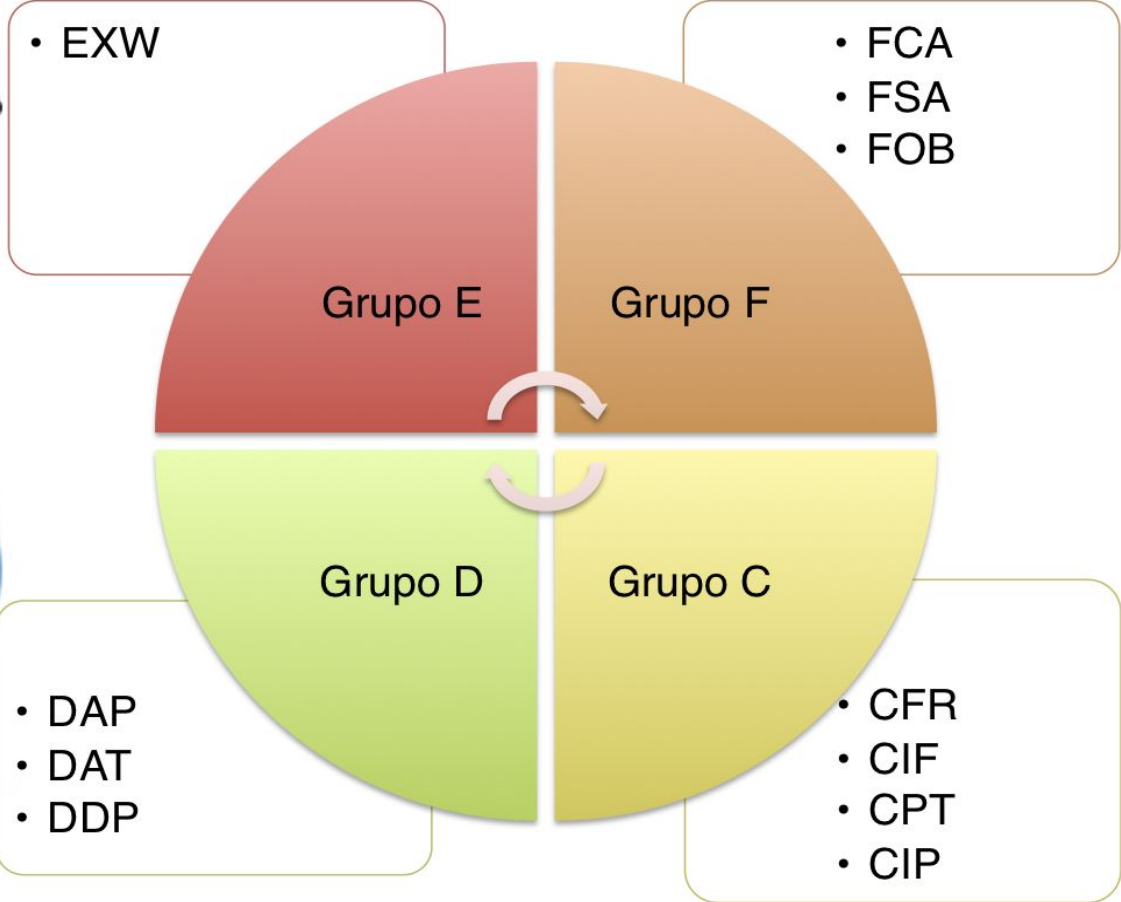 • EXW
• FCA
• FSA
• FOB
Grupo E
Grupo F
Grupo D
Grupo C
• DAP
• DAT
• DDP
• CFR
• CIF
• CPT
• CIP